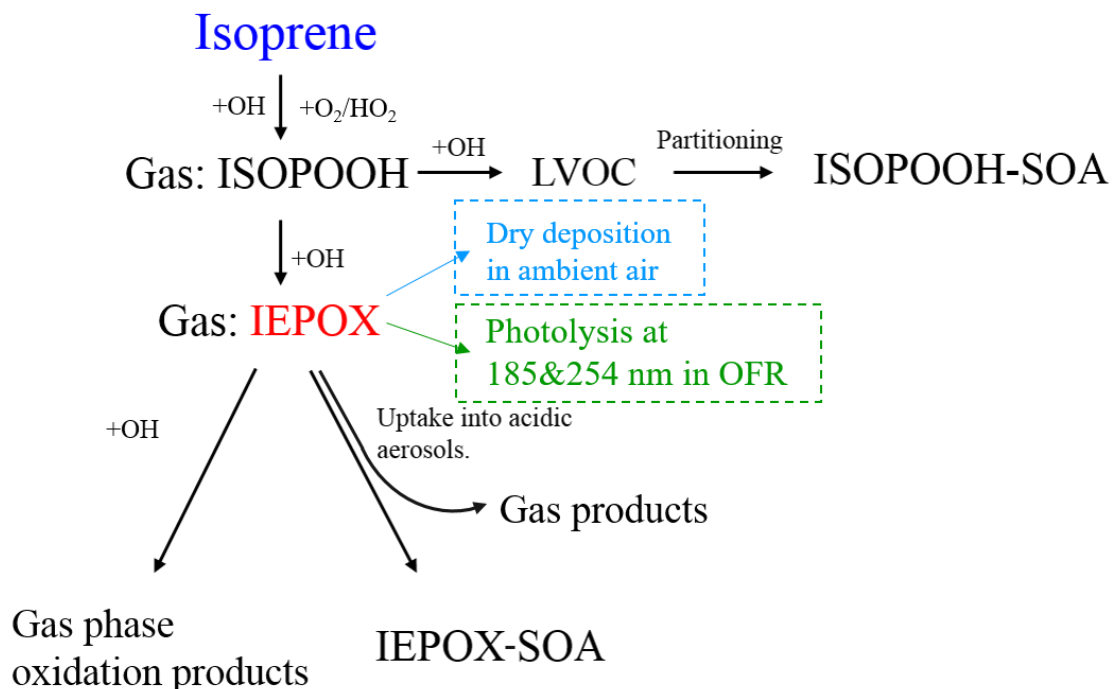 Isoprene
+OH
+O₂/HO₂
Gas: ISOPOOH
+OH
LVOC
Partitioning
ISOPOOH-SOA
+OH
Dry deposition
in ambient air
Gas: IEPOX
Photolysis at
185&254 nm in OFR
+OH
Uptake into acidic
aerosols.
Gas products
Gas phase
oxidation products
IEPOX-SOA